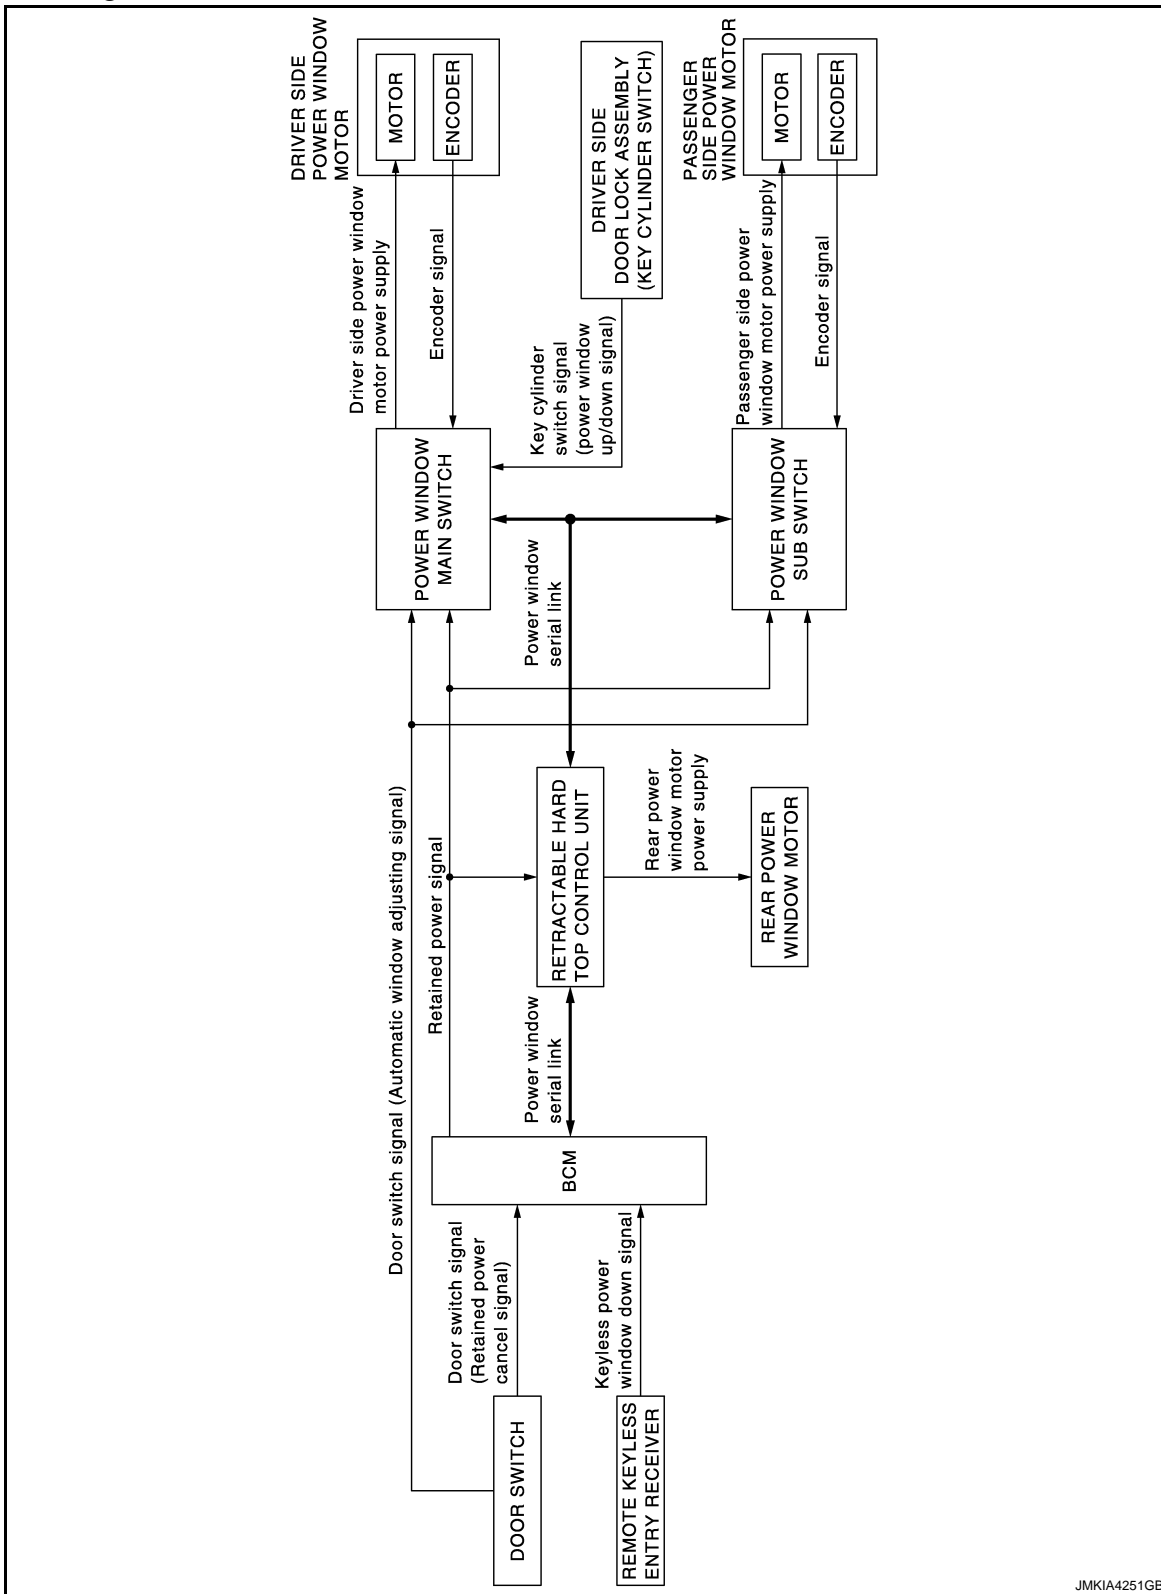 DRIVER SIDE
POWER WINDOW
MOTOR
MOTOR
ENCODER
DRIVER SIDE
DOOR LOCK ASSEMBLY
(KEY CYLINDER SWITCH)
PASSENGER
SIDE POWER
WINDOW MOTOR
MOTOR
ENCODER
Driver side power window
motor power supply
Encoder signal
Key cylinder
switch signal
(power window
up/down signal)
Passenger side power
window motor power supply
Encoder signal
POWER WINDOW
MAIN SWITCH
POWER WINDOW
SUB SWITCH
Power window
serial link
Door switch signal (Automatic window adjusting signal)
Retained power signal
RETRACTABLE HARD
TOP CONTROL UNIT
Rear power
window motor
power supply
REAR POWER
WINDOW MOTOR
Power window
serial link
BCM
Door switch signal
(Retained power
cancel signal)
Keyless power
window down signal
DOOR SWITCH
REMOTE KEYLESS
ENTRY RECEIVER